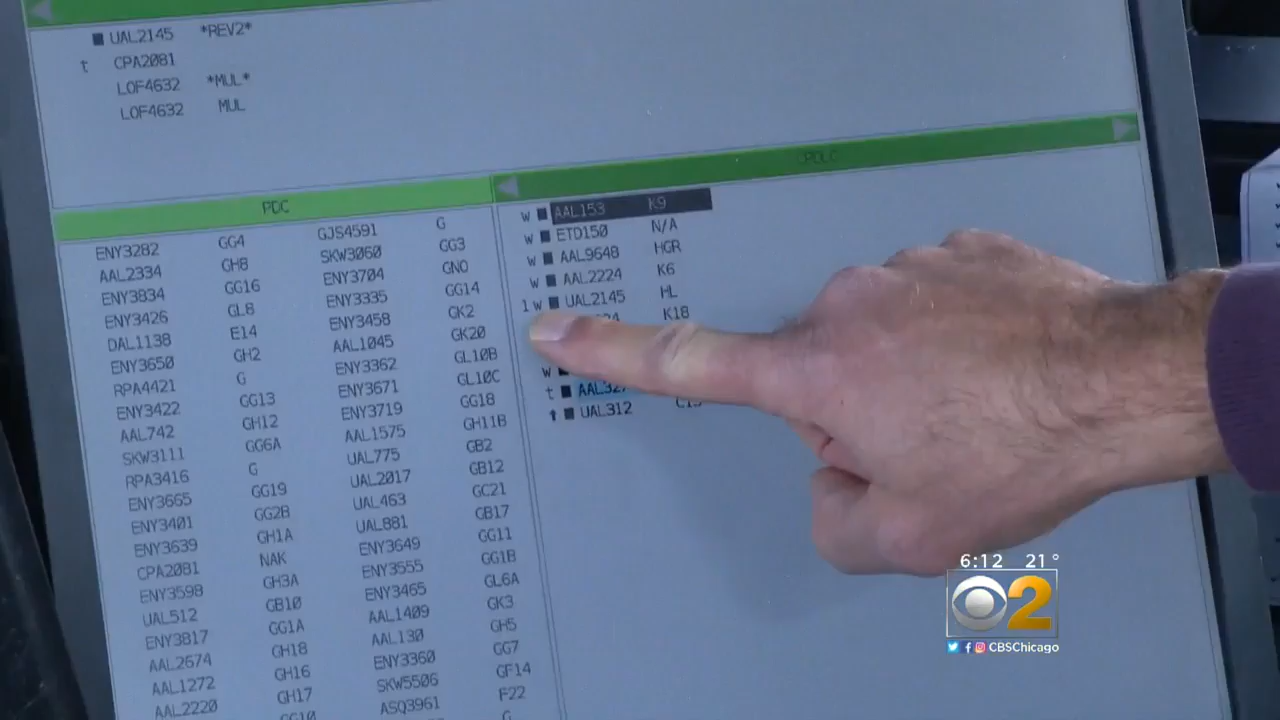 UAL2145 *REV2*
t CPA2081
LOF4632 *MUL*
LOF4632 MUL
PDC
ENY3282 GG4 GJS4591 G
AAL2334 GH8 SKW3060 GG3
ENY3834 GG16 ENY3704 GNO
ENY3426 GL8 ENY3335 GG14
DAL1138 E14 ENY3458 GK2
ENY3650 GH2 AAL1045 GK20
RPA4421 G ENY3362 GL10B
ENY3422 GG13 ENY3671 GL10C
AAL742 GH12 ENY3719 GG18
SKW3111 GG6A AAL1575 GH11B
RPA3416 G UAL775 GB2
ENY3665 GG19 UAL2017 GB12
ENY3401 GG2B UAL463 GC21
ENY3639 GH1A UAL881 GB17
CPA2081 NAK ENY3649 GG11
ENY3598 GH3A ENY3555 GG1B
UAL512 GB10 ENY3465 GL6A
ENY3817 GG1A AAL1409 GK3
AAL2674 GH18 AAL130 GH5
AAL1272 GH16 ENY3360 GG7
AAL2220 GH17 SKW5506 GF14
GG10 ASQ3961 F22
G
CPDLC
w AAL153 K9
w ETD150 N/A
w AAL9648 HGR
w AAL2224 K6
1 w UAL2145 HL
K18
w
t
UAL312
6:12 21°
2
CBSChicago